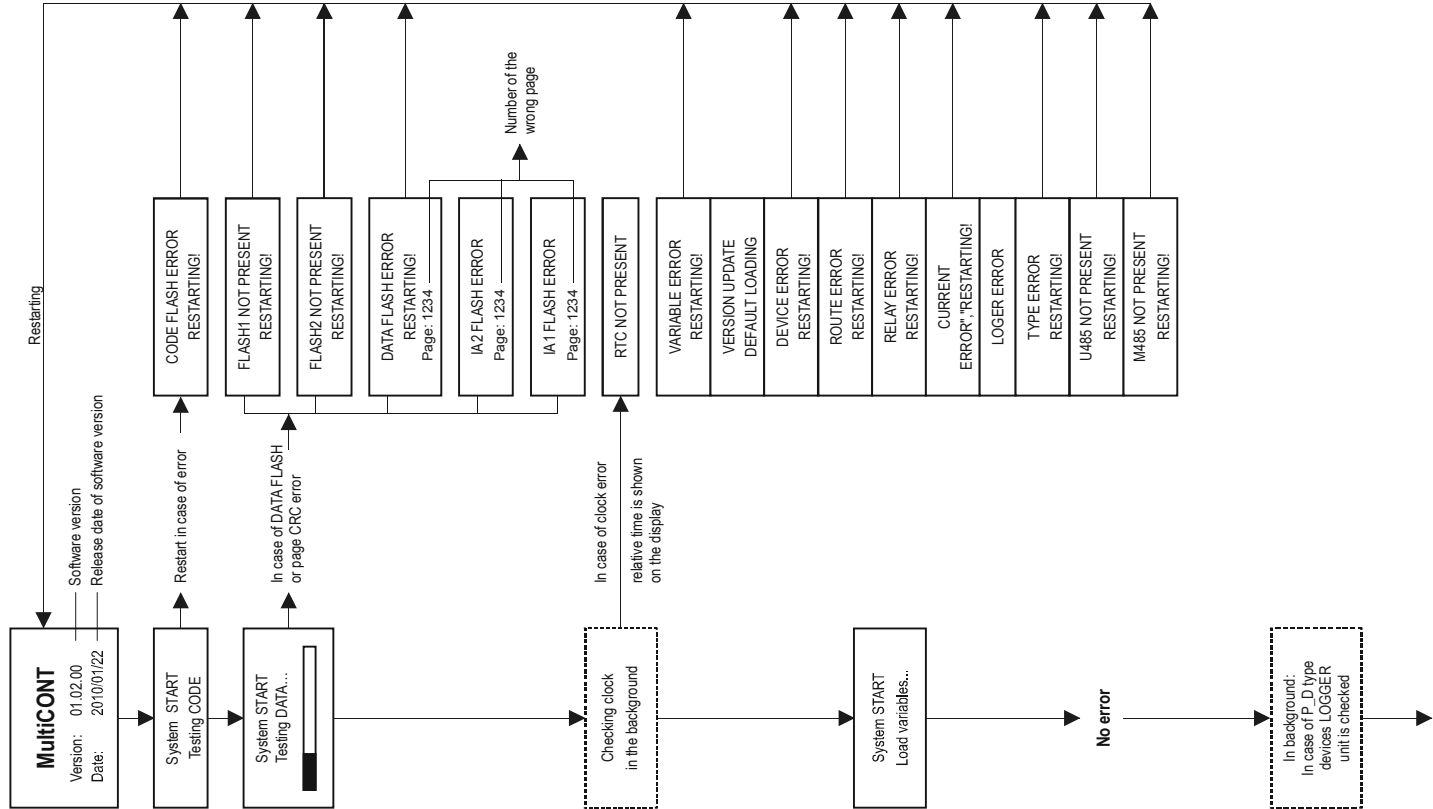 Restarting
MultiCONT
Version: 01.02.00
Date: 2010/01/22
Software version
Release date of software version
System START
Testing CODE
Restart in case of error
CODE FLASH ERROR
RESTARTING!
System START
Testing DATA...
In case of DATA FLASH
or page CRC error
FLASH1 NOT PRESENT
RESTARTING!
FLASH2 NOT PRESENT
RESTARTING!
DATA FLASH ERROR
RESTARTING!
Page: 1234
IA2 FLASH ERROR
Page: 1234
IA1 FLASH ERROR
Page: 1234
Number of the
wrong page
Checking clock
in the background
In case of clock error
relative time is shown
on the display
RTC NOT PRESENT
System START
Load variables...
VARIABLE ERROR
RESTARTING!
VERSION UPDATE
DEFAULT LOADING
DEVICE ERROR
RESTARTING!
ROUTE ERROR
RESTARTING!
RELAY ERROR
RESTARTING!
CURRENT
ERROR","RESTARTING!
LOGER ERROR
TYPE ERROR
RESTARTING!
U485 NOT PRESENT
RESTARTING!
M485 NOT PRESENT
RESTARTING!
No error
In background:
In case of P_D type
devices LOGGER
unit is checked